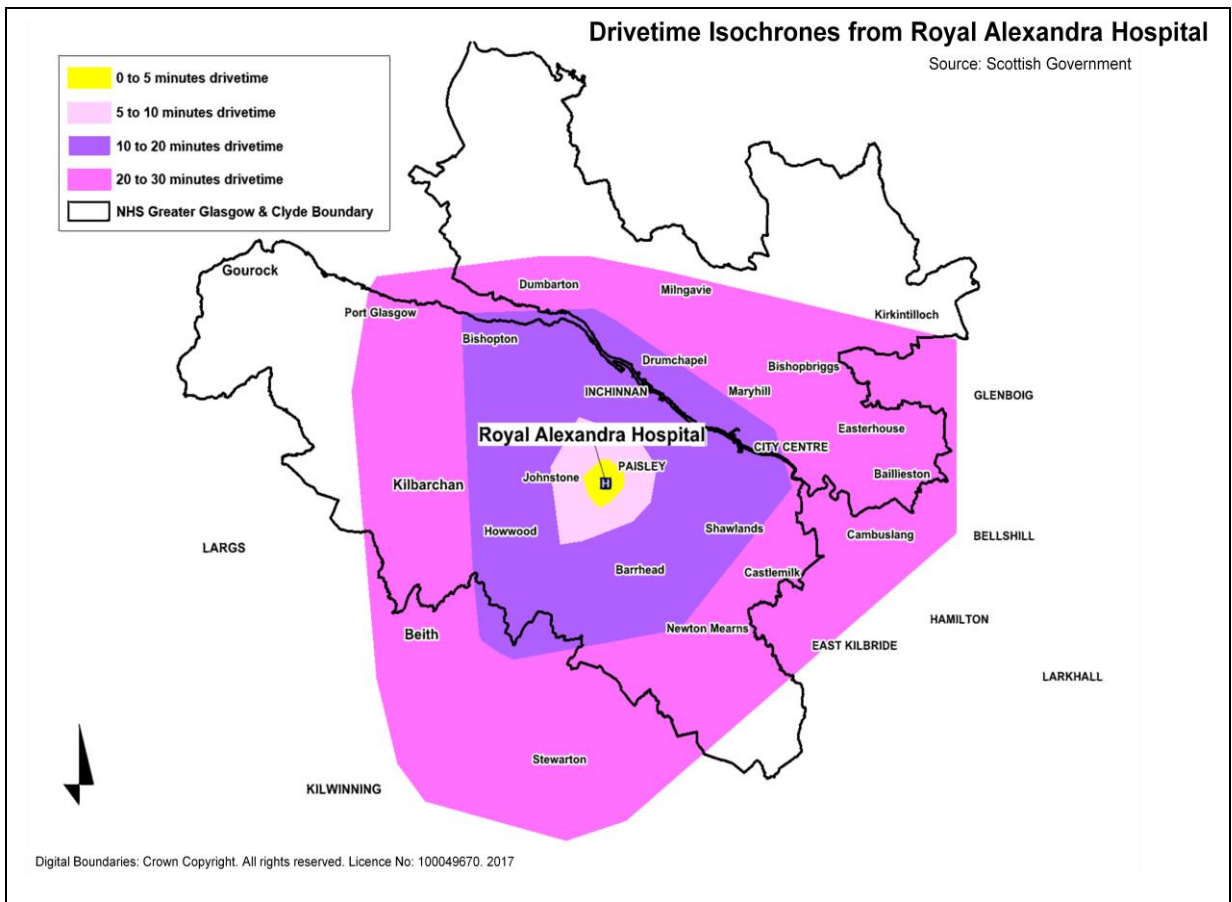 Drivetime Isochrones from Royal Alexandra Hospital
Source: Scottish Government
0 to 5 minutes drivetime
5 to 10 minutes drivetime
10 to 20 minutes drivetime
20 to 30 minutes drivetime
NHS Greater Glasgow & Clyde Boundary
Gourock
Dumbarton
Milngavie
Port Glasgow
Kirkintilloch
Bishopton
Drumchapel
Bishopbriggs
INCHINNAN
Maryhill
GLENBOIG
Easterhouse
Royal Alexandra Hospital
CITY CENTRE
PAISLEY
Johnstone
H
Baillieston
Kilbarchan
Howwood
Shawlands
Cambuslang
BELLSHILL
LARGS
Barrhead
Castlemilk
HAMILTON
Beith
Newton Mearns
EAST KILBRIDE
LARKHALL
Stewarton
KILWINNING
Digital Boundaries: Crown Copyright. All rights reserved. Licence No: 100049670. 2017